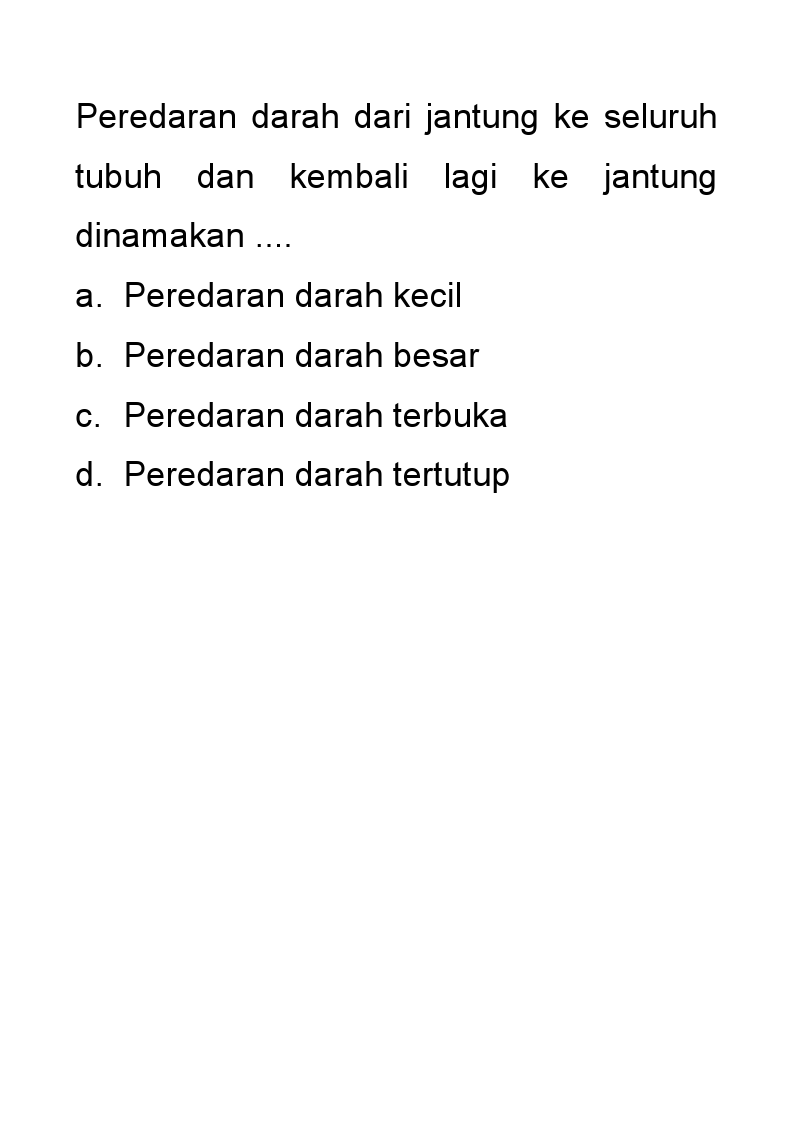 Peredaran darah dari jantung ke seluruh
tubuh dan kembali lagi ke jantung
dinamakan ....
a. Peredaran darah kecil
b. Peredaran darah besar
c. Peredaran darah terbuka
d. Peredaran darah tertutup